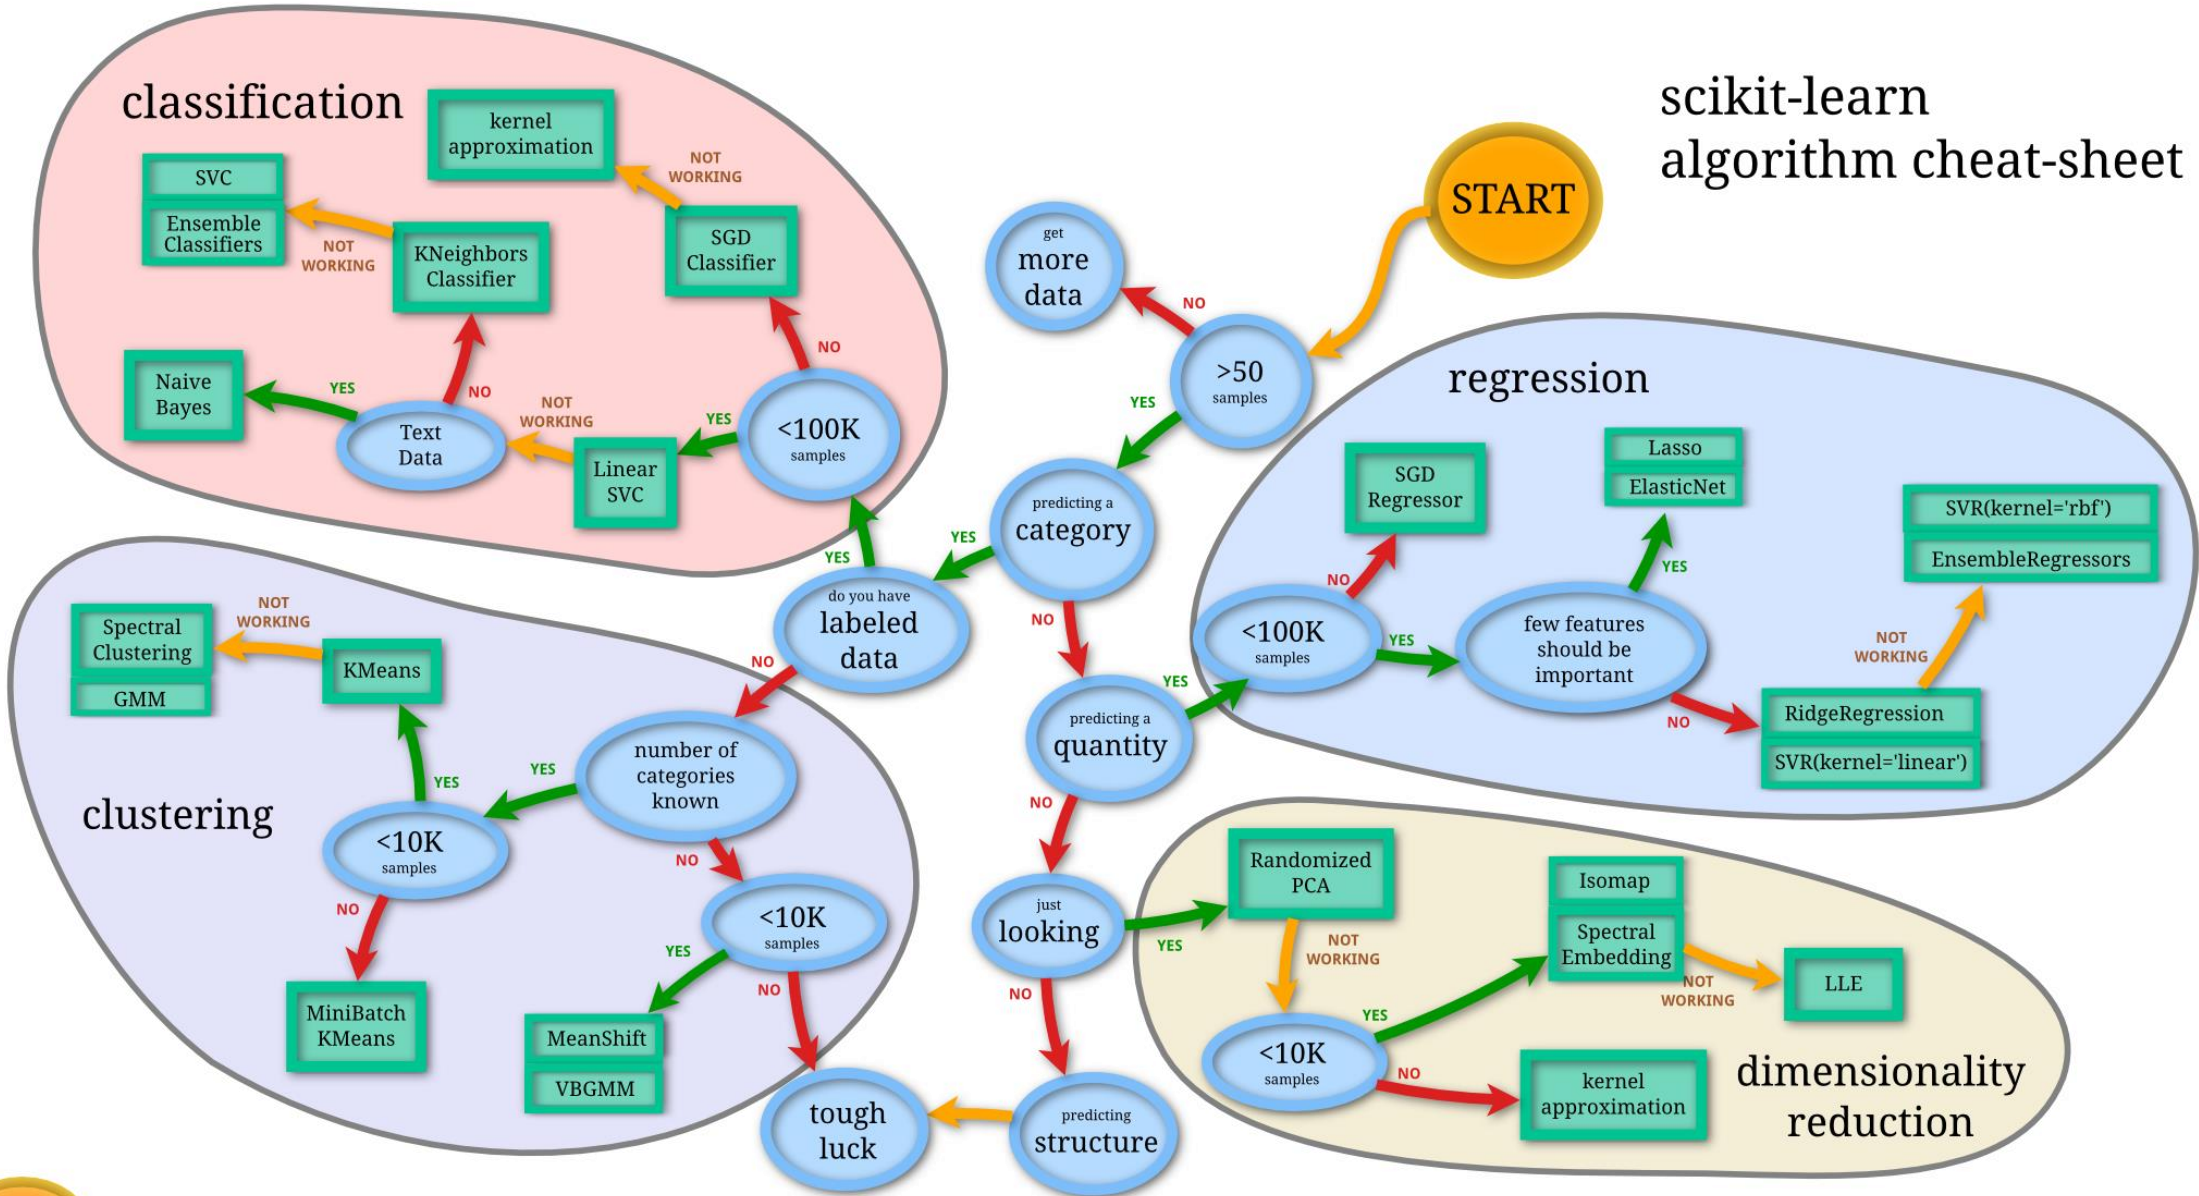 scikit-learn
algorithm cheat-sheet
START
classification
kernel
approximation
NOT
WORKING
SVC
Ensemble
Classifiers
NOT
WORKING
KNeighbors
Classifier
SGD
Classifier
NO
Naive
Bayes
YES
NO
Text
Data
NOT
WORKING
Linear
SVC
YES
<100K
samples
YES
get
more
data
NO
>50
samples
YES
predicting a
category
YES
NO
do you have
labeled
data
NO
predicting a
quantity
YES
NO
just
looking
YES
NO
predicting
structure
tough
luck
regression
SGD
Regressor
NO
Lasso
ElasticNet
YES
SVR(kernel='rbf')
EnsembleRegressors
<100K
samples
YES
few features
should be
important
NOT
WORKING
NO
RidgeRegression
SVR(kernel='linear')
clustering
Spectral
Clustering
GMM
NOT
WORKING
KMeans
YES
number of
categories
known
YES
NO
<10K
samples
NO
<10K
samples
YES
NO
MiniBatch
KMeans
MeanShift
VBGMM
Randomized
PCA
NOT
WORKING
Isomap
Spectral
Embedding
NOT
WORKING
LLE
YES
<10K
samples
NO
kernel
approximation
dimensionality
reduction